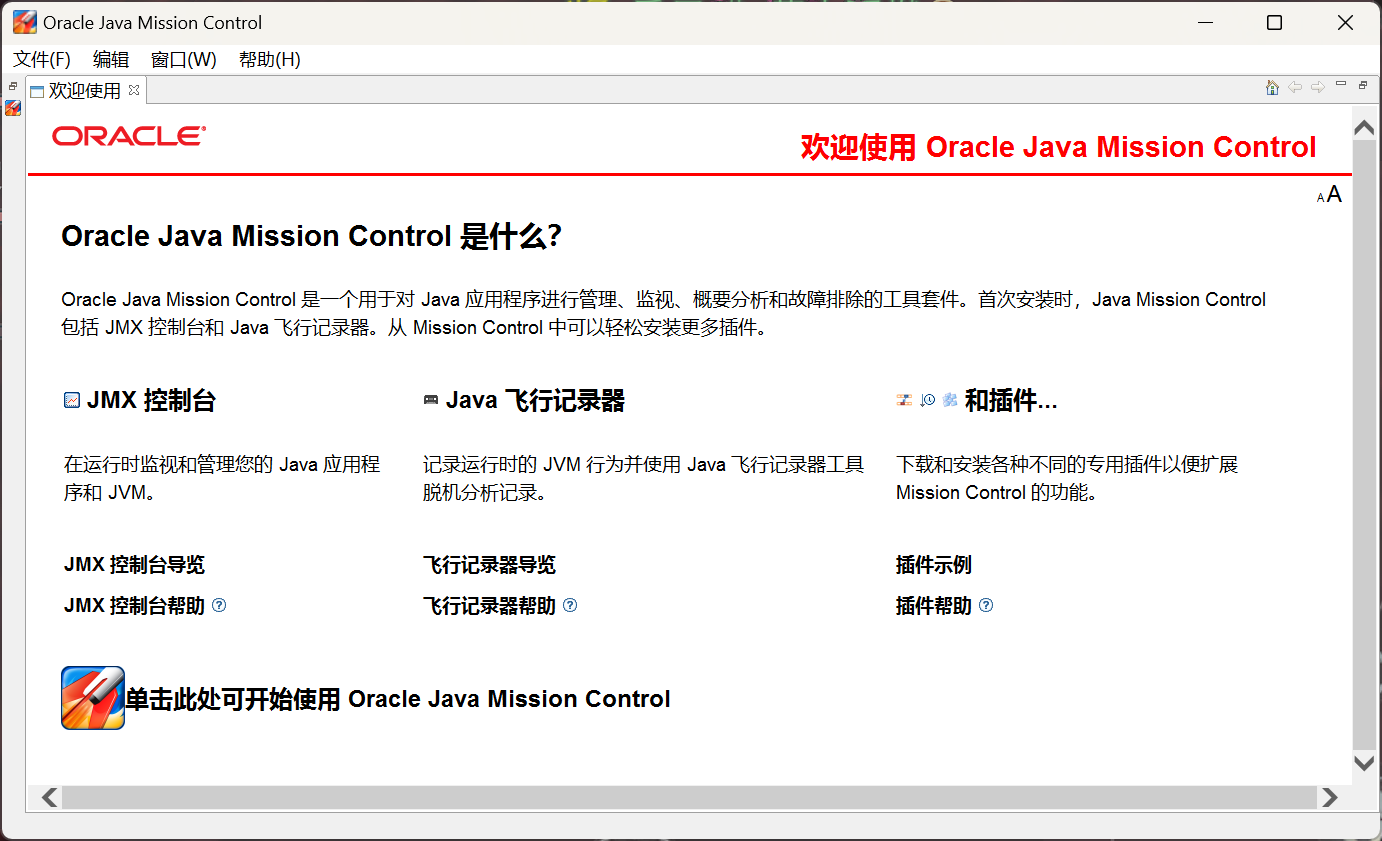 Oracle Java Mission Control
文件(F) 编辑 窗口(W) 帮助(H)
欢迎使用
ORACLE
欢迎使用 Oracle Java Mission Control
AA
Oracle Java Mission Control 是什么？
Oracle Java Mission Control 是一个用于对 Java 应用程序进行管理、监视、概要分析和故障排除的工具套件。首次安装时，Java Mission Control
包括 JMX 控制台和 Java 飞行记录器。从 Mission Control 中可以轻松安装更多插件。
JMX 控制台
在运行时监视和管理您的 Java 应用程
序和 JVM。
JMX 控制台导览
JMX 控制台帮助
Java 飞行记录器
记录运行时的 JVM 行为并使用 Java 飞行记录器工具
脱机分析记录。
飞行记录器导览
飞行记录器帮助
和插件...
下载和安装各种不同的专用插件以便扩展
Mission Control 的功能。
插件示例
插件帮助
单击此处可开始使用 Oracle Java Mission Control